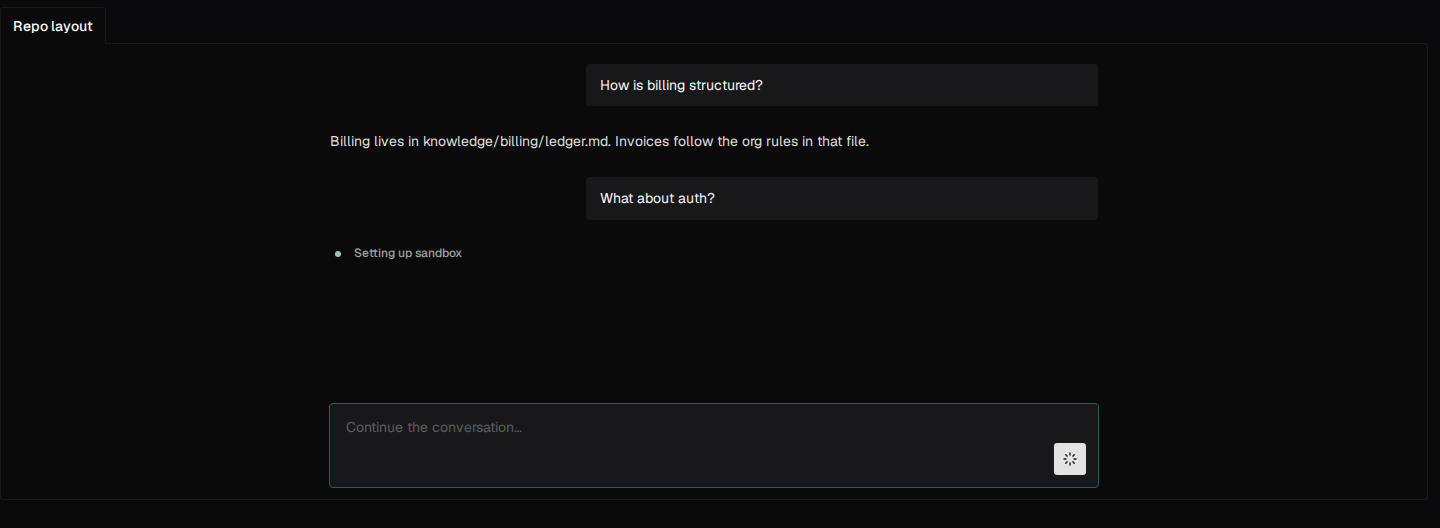 Repo layout
How is billing structured?
Billing lives in knowledge/billing/ledger.md. Invoices follow the org rules in that file.
What about auth?
Setting up sandbox
Continue the conversation…